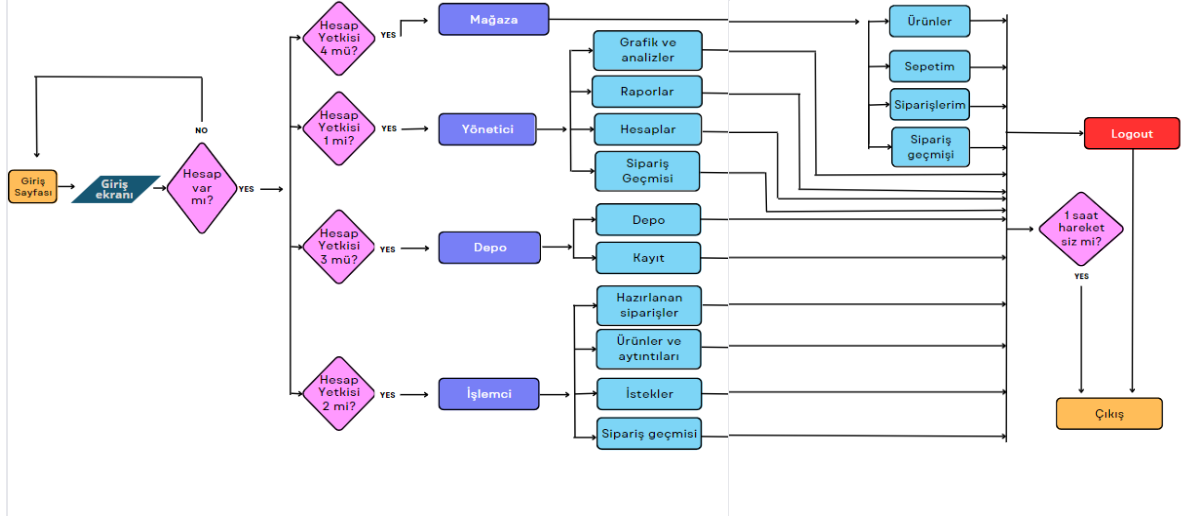 Giriş
Sayfası
Giriş
ekranı
Hesap
var
mı?
NO
YES
Hesap
Yetkisi
4 mü?
YES
Mağaza
Ürünler
Sepetim
Siparişlerim
Sipariş
geçmişi
Hesap
Yetkisi
1 mi?
YES
Yönetici
Grafik ve
analizler
Raporlar
Hesaplar
Sipariş
Geçmisi
Hesap
Yetkisi
3 mü?
YES
Depo
Depo
Kayıt
Hesap
Yetkisi
2 mi?
YES
İşlemci
Hazırlanan
siparişler
Ürünler ve
aytıntıları
İstekler
Sipariş geçmisi
Logout
1 saat
hareket
siz mi?
YES
Çıkış